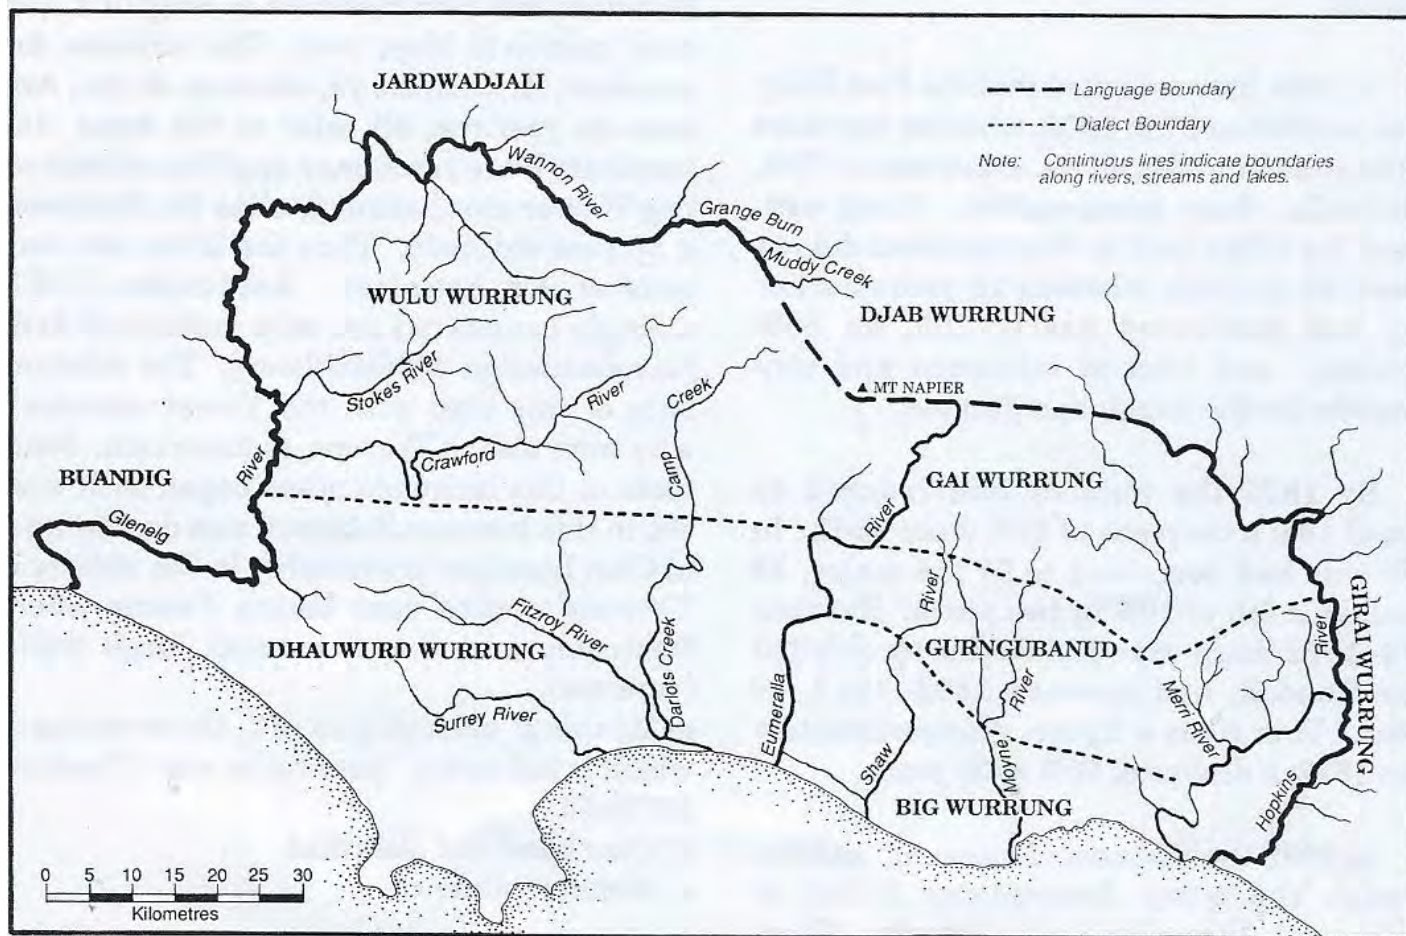 JARDWADJALI
Language Boundary
Dialect Boundary
Note: Continuous lines indicate boundaries
along rivers, streams and lakes.
Wannon River
Grange Burn
Muddy Creek
WULU WURRUNG
DJAB WURRUNG
Stokes River
River
Creek
MT NAPIER
BUANDIG
River
Crawford
Camp
GAI WURRUNG
River
Glenelg
River
Fitzroy River
GIRAI WURRUNG
River
DHAUWURD WURRUNG
Darlots Creek
GURNGUBANUD
River
Merri River
Surrey River
Eumeralla
Shaw
Moyne
BIG WURRUNG
Hopkins
0 5 10 15 20 25 30
Kilometres